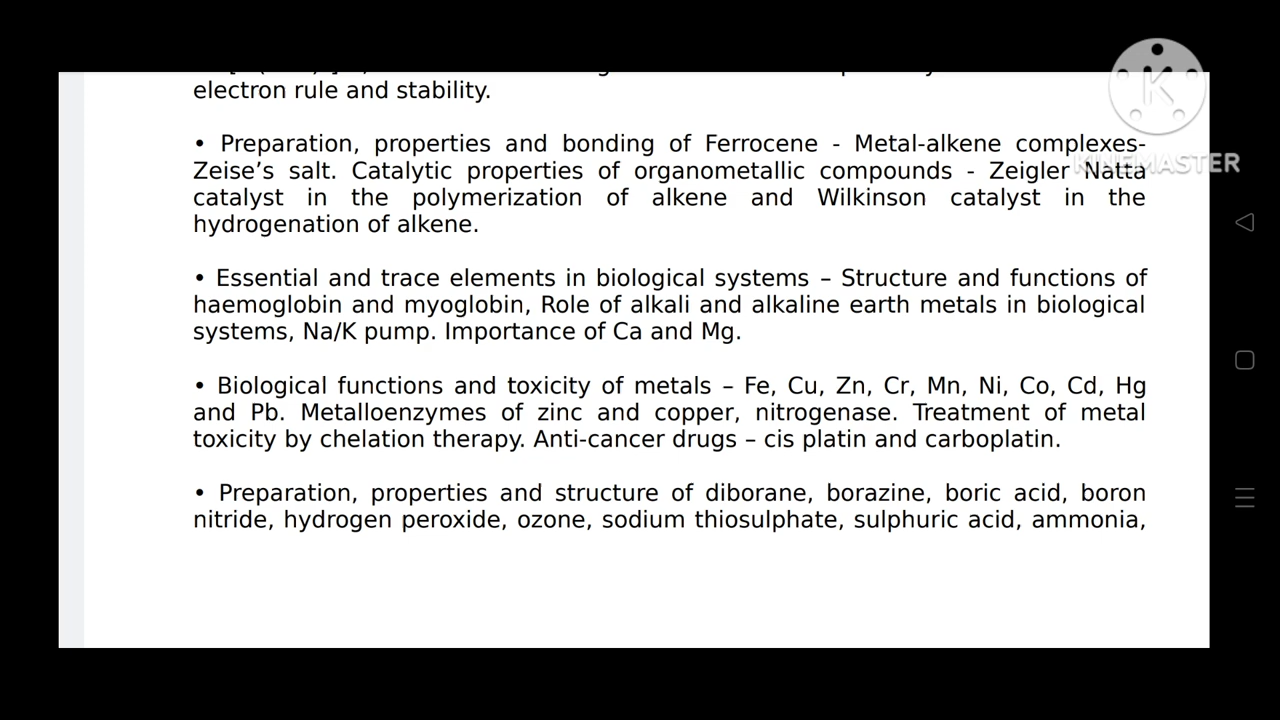 electron rule and stability.
• Preparation, properties and bonding of Ferrocene - Metal-alkene complexes-
Zeise’s salt. Catalytic properties of organometallic compounds - Zeigler Natta
catalyst in the polymerization of alkene and Wilkinson catalyst in the
hydrogenation of alkene.
• Essential and trace elements in biological systems – Structure and functions of
haemoglobin and myoglobin, Role of alkali and alkaline earth metals in biological
systems, Na/K pump. Importance of Ca and Mg.
• Biological functions and toxicity of metals – Fe, Cu, Zn, Cr, Mn, Ni, Co, Cd, Hg
and Pb. Metalloenzymes of zinc and copper, nitrogenase. Treatment of metal
toxicity by chelation therapy. Anti-cancer drugs – cis platin and carboplatin.
• Preparation, properties and structure of diborane, borazine, boric acid, boron
nitride, hydrogen peroxide, ozone, sodium thiosulphate, sulphuric acid, ammonia,
K
KINEMASTER